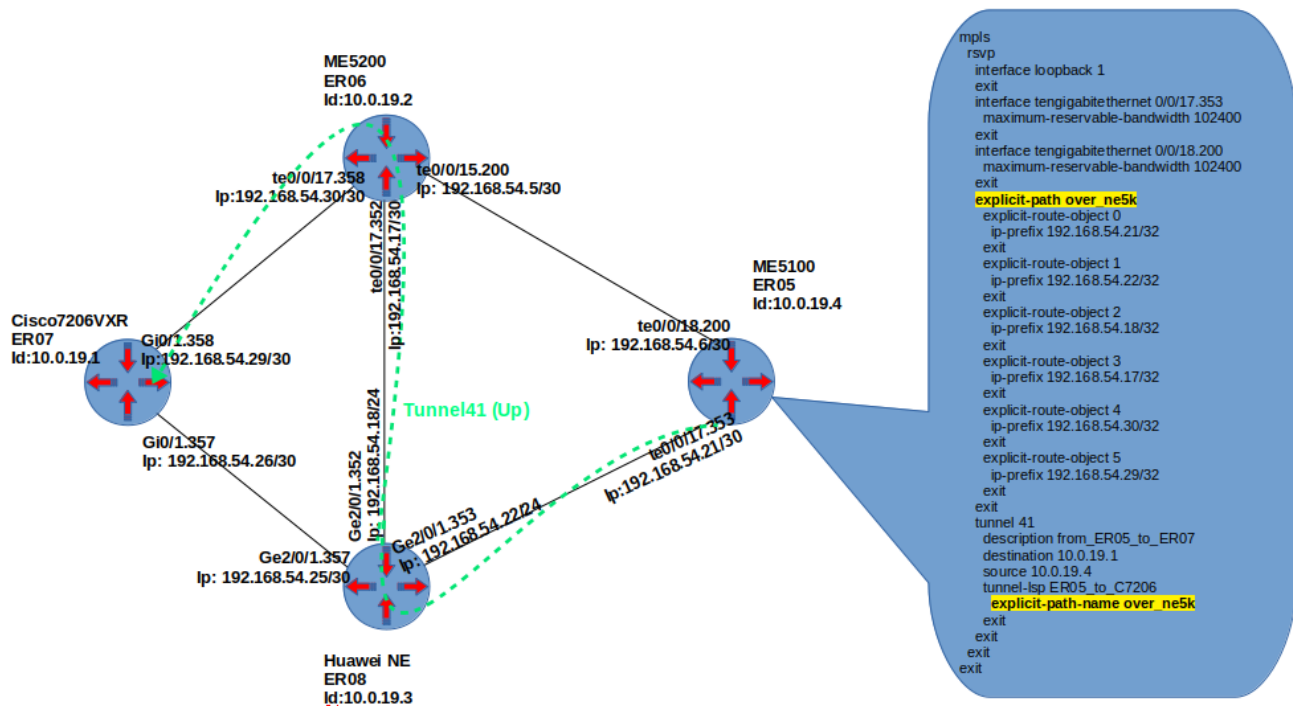 ME5200
ER06
Id:10.0.19.2
te0/0/17.358
Ip:192.168.54.30/30
te0/0/15.200
Ip: 192.168.54.5/30
te0/0/17.352
Ip:192.168.54.17/30
ME5100
ER05
Id:10.0.19.4
te0/0/18.200
Ip: 192.168.54.6/30
Cisco7206VXR
ER07
Id:10.0.19.1
Gi0/1.358
Ip:192.168.54.29/30
Tunnel41 (Up)
te0/0/17.353
Ip:192.168.54.21/30
Gi0/1.357
Ip: 192.168.54.26/30
Ge2/0/1.352
Ip: 192.168.54.18/24
Ge2/0/1.353
Ip: 192.168.54.22/24
Ge2/0/1.357
Ip: 192.168.54.25/30
Huawei NE
ER08
Id:10.0.19.3
mpls
rsvp
interface loopback 1
exit
interface tengigabitethernet 0/0/17.353
maximum-reservable-bandwidth 102400
exit
interface tengigabitethernet 0/0/18.200
maximum-reservable-bandwidth 102400
exit
explicit-path over_ne5k
explicit-route-object 0
ip-prefix 192.168.54.21/32
exit
explicit-route-object 1
ip-prefix 192.168.54.22/32
exit
explicit-route-object 2
ip-prefix 192.168.54.18/32
exit
explicit-route-object 3
ip-prefix 192.168.54.17/32
exit
explicit-route-object 4
ip-prefix 192.168.54.30/32
exit
explicit-route-object 5
ip-prefix 192.168.54.29/32
exit
exit
tunnel 41
description from_ER05_to_ER07
destination 10.0.19.1
source 10.0.19.4
tunnel-lsp ER05_to_C7206
explicit-path-name over_ne5k
exit
exit
exit
exit